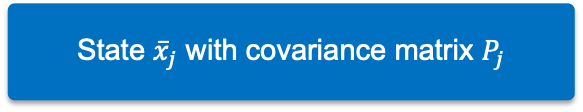 State x̄ⱼ with covariance matrix Pⱼ